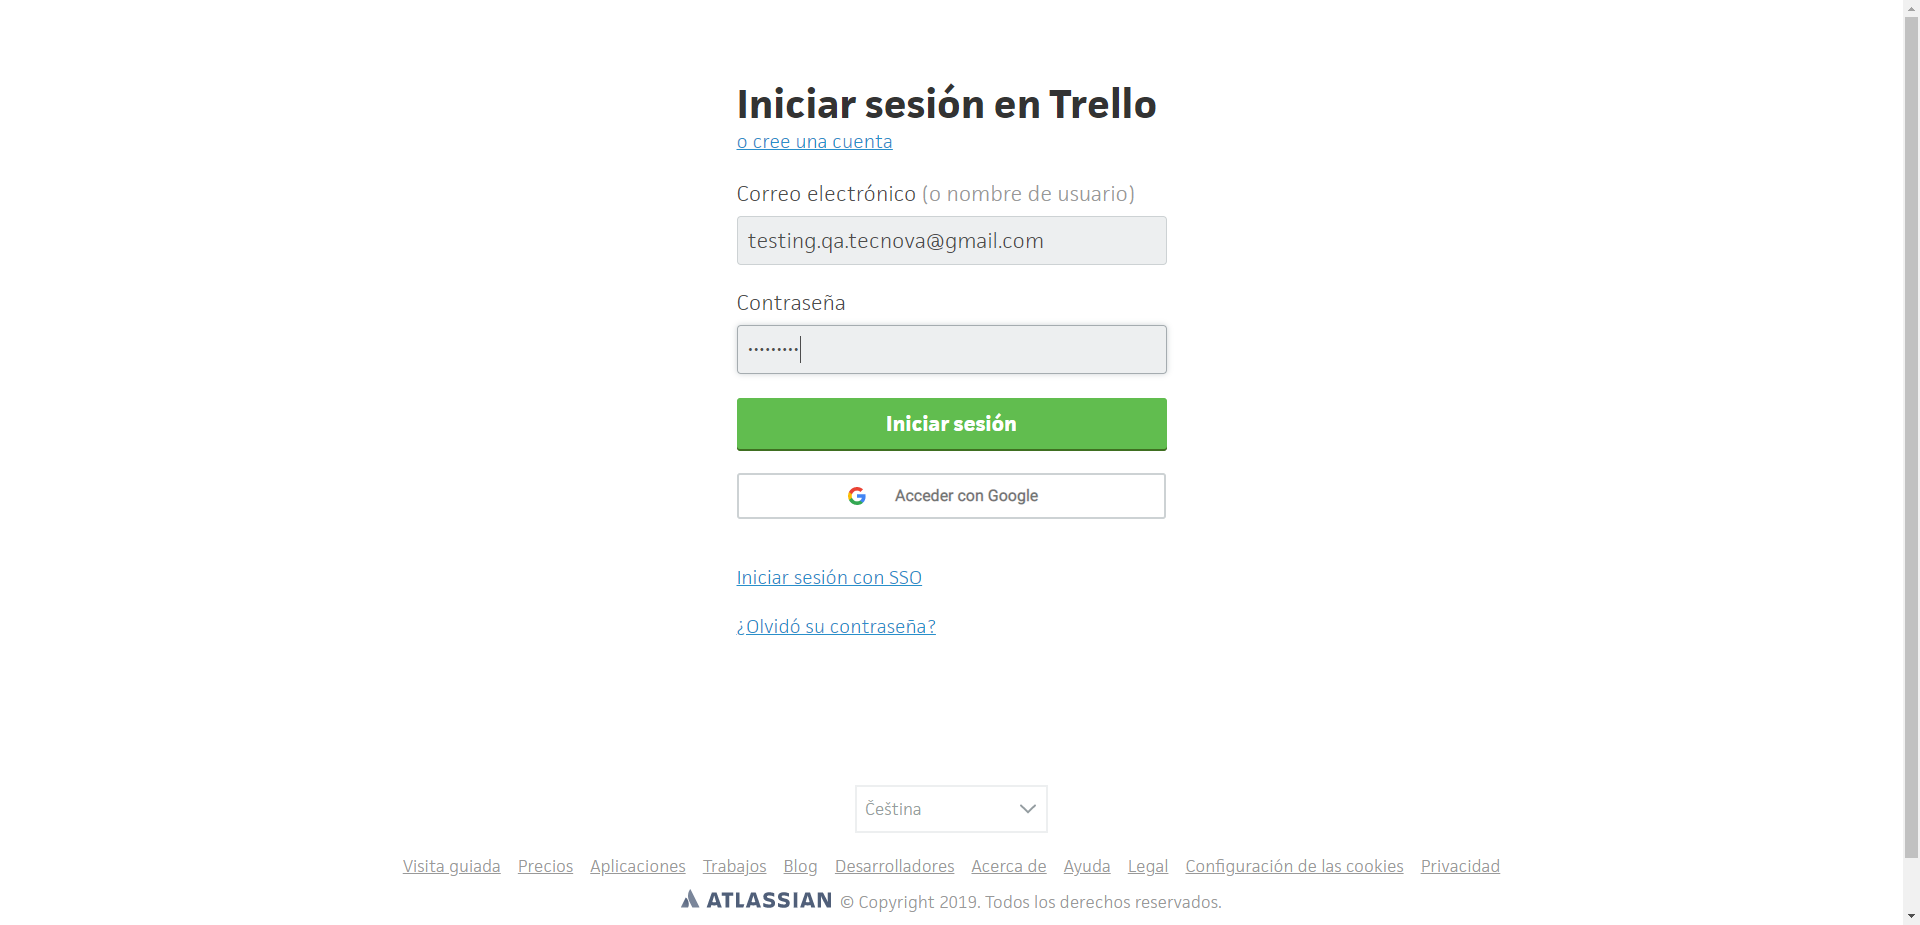 Iniciar sesión en Trello
o cree una cuenta
Correo electrónico (o nombre de usuario)
testing.qa.tecnova@gmail.com
Contraseña
•••••••••
Iniciar sesión
Acceder con Google
Iniciar sesión con SSO
¿Olvidó su contraseña?
Čeština
Visita guiada Precios Aplicaciones Trabajos Blog Desarrolladores Acerca de Ayuda Legal Configuración de las cookies Privacidad
ATLASSIAN © Copyright 2019. Todos los derechos reservados.